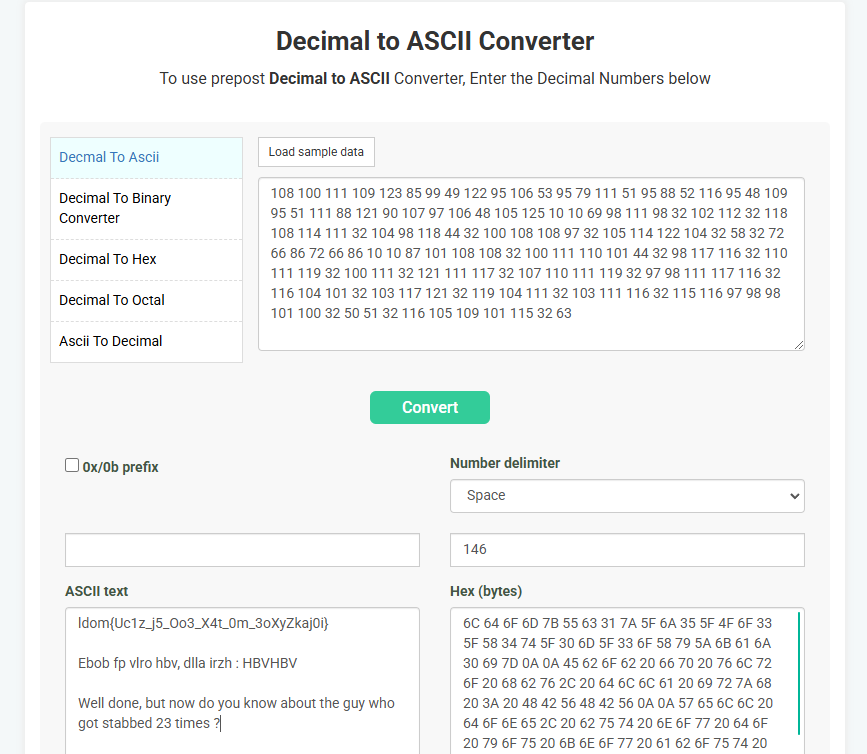 Decimal to ASCII Converter
To use prepost Decimal to ASCII Converter, Enter the Decimal Numbers below
Decmal To Ascii
Decimal To Binary
Converter
Decimal To Hex
Decimal To Octal
Ascii To Decimal
Load sample data
108 100 111 109 123 85 99 49 122 95 106 53 95 79 111 51 95 88 52 116 95 48 109
95 51 111 88 121 90 107 97 106 48 105 125 10 10 69 98 111 98 32 102 112 32 118
108 114 111 32 104 98 118 44 32 100 108 108 97 32 105 114 122 104 32 58 32 72
66 86 72 66 86 10 10 87 101 108 108 32 100 111 110 101 44 32 98 117 116 32 110
111 119 32 100 111 32 121 111 117 32 107 110 111 119 32 97 98 111 117 116 32
116 104 101 32 103 117 121 32 119 104 111 32 103 111 116 32 115 116 97 98 98
101 100 32 50 51 32 116 105 109 101 115 32 63
Convert
0x/0b prefix
Number delimiter
Space
146
ASCII text
ldom{Uc1z_j5_Oo3_X4t_0m_3oXyZkaj0i}
Ebob fp vlro hbv, dlla irzh : HBVHBV
Well done, but now do you know about the guy who
got stabbed 23 times ?
Hex (bytes)
6C 64 6F 6D 7B 55 63 31 7A 5F 6A 35 5F 4F 6F 33
5F 58 34 74 5F 30 6D 5F 33 6F 58 79 5A 6B 61 6A
30 69 7D 0A 0A 45 62 6F 62 20 66 70 20 76 6C 72
6F 20 68 62 76 2C 20 64 6C 6C 61 20 69 72 7A 68
20 3A 20 48 42 56 48 42 56 0A 0A 57 65 6C 6C 20
64 6F 6E 65 2C 20 62 75 74 20 6E 6F 77 20 64 6F
20 79 6F 75 20 6B 6E 6F 77 20 61 62 6F 75 74 20